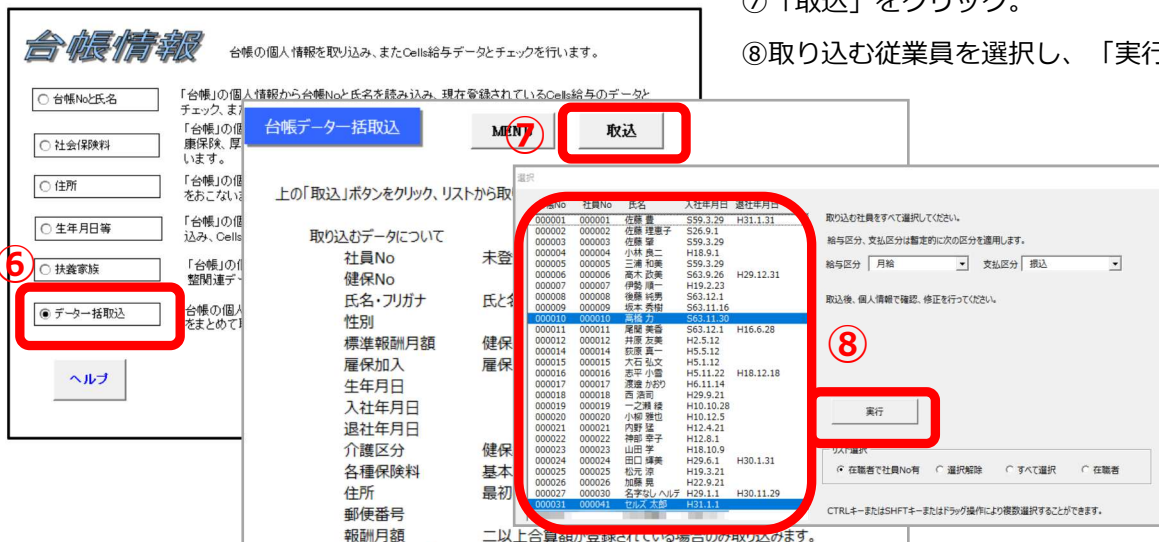 ⑦「取込」をクリック。
⑧取り込む従業員を選択し、「実行
台帳情報
台帳の個人情報を取り込み、またCells給与データとチェックを行います。
台帳Noと氏名
「台帳」の個人情報から台帳Noと氏名を読み込み、現在登録されているCells給与のデータと
チェック、また
社会保険料
「台帳」の個
康保険、厚
います。
住所
「台帳」の個
をおこない
生年月日等
「台帳」の個
込み、Cells
⑥
扶養家族
「台帳」の個
整関連デー
データ一括取込
台帳の個人
をまとめて
ヘルプ
台帳データ一括取込
MENU
⑦
取込
上の「取込」ボタンをクリック、リストから取り
取り込むデータについて
社員No
未登
健保No
氏名・フリガナ
氏と名
性別
標準報酬月額
健保
雇保加入
雇保
生年月日
入社年月日
退社年月日
介護区分
健保
各種保険料
基本
住所
最初
郵便番号
報酬月額
二以上合算額が登録されている場合のみ取り込みます。
選択
No 社員No 氏名 入社年月日 退社年月日
000001 000001 佐藤 豊 S59.3.29 H31.1.31
000002 000002 佐藤 理恵子 S26.9.1
000003 000003 佐藤 肇 S59.3.29
000004 000004 小林 良二 H18.9.1
000005 000005 三浦 和美 S59.3.29
000006 000006 高木 政美 S63.9.26 H29.12.31
000007 000007 伊勢 順一 H19.2.23
000008 000008 後藤 純男 S63.12.1
000009 000009 坂本 秀樹 S63.11.16
000010 000010 高橋 力 S63.11.30
000011 000011 尾関 美香 S63.12.1 H16.6.28
000012 000012 井原 友美 H2.5.12
000014 000014 荻原 真一 H5.5.12
000015 000015 大石 弘文 H5.1.12
000016 000016 志平 小雪 H5.11.22 H18.12.18
000017 000017 渡邉 かおり H6.11.14
000018 000018 西 浩司 H29.9.21
000019 000019 一之瀬 綾 H10.10.28
000020 000020 小柳 雅也 H10.12.5
000021 000021 内野 猛 H12.4.21
000022 000022 神部 幸子 H12.8.1
000023 000023 山田 学 H18.10.9
000024 000024 田口 輝美 H29.6.1 H30.1.31
000025 000025 松元 涼 H19.3.21
000026 000026 加藤 晃 H22.9.21
000027 000030 名字なし ヘルプ H29.1.1 H30.11.29
000031 000041 セルズ 太郎 H31.1.1
取り込む社員をすべて選択してください。
給与区分、支払区分は暫定的に次の区分を適用します。
給与区分 月給 支払区分 振込
取込後、個人情報で確認、修正を行ってください。
⑧
実行
リスト選択
在職者で社員No有 選択解除 すべて選択 在職者
CTRLキーまたはSHFTキーまたはドラッグ操作により複数選択することができます。